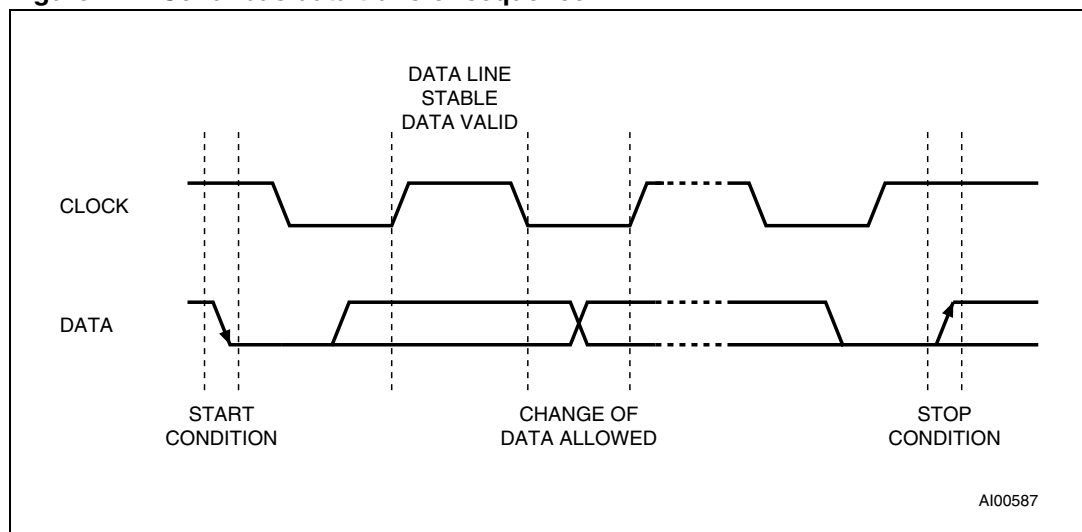 DATA LINE
STABLE
DATA VALID
CLOCK
DATA
START
CONDITION
CHANGE OF
DATA ALLOWED
STOP
CONDITION
AI00587